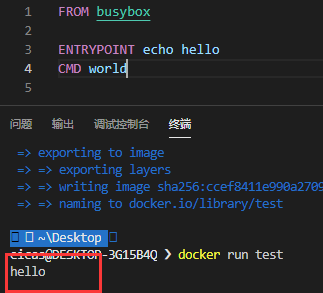 1 FROM busybox
2
3 ENTRYPOINT echo hello
4 CMD world
5
问题 输出 调试控制台 终端
=> exporting to image
=> => exporting layers
=> => writing image sha256:ccef8411e990a2709
=> => naming to docker.io/library/test
~\Desktop
cicas@DESKTOP-3G15B4Q ❯ docker run test
hello